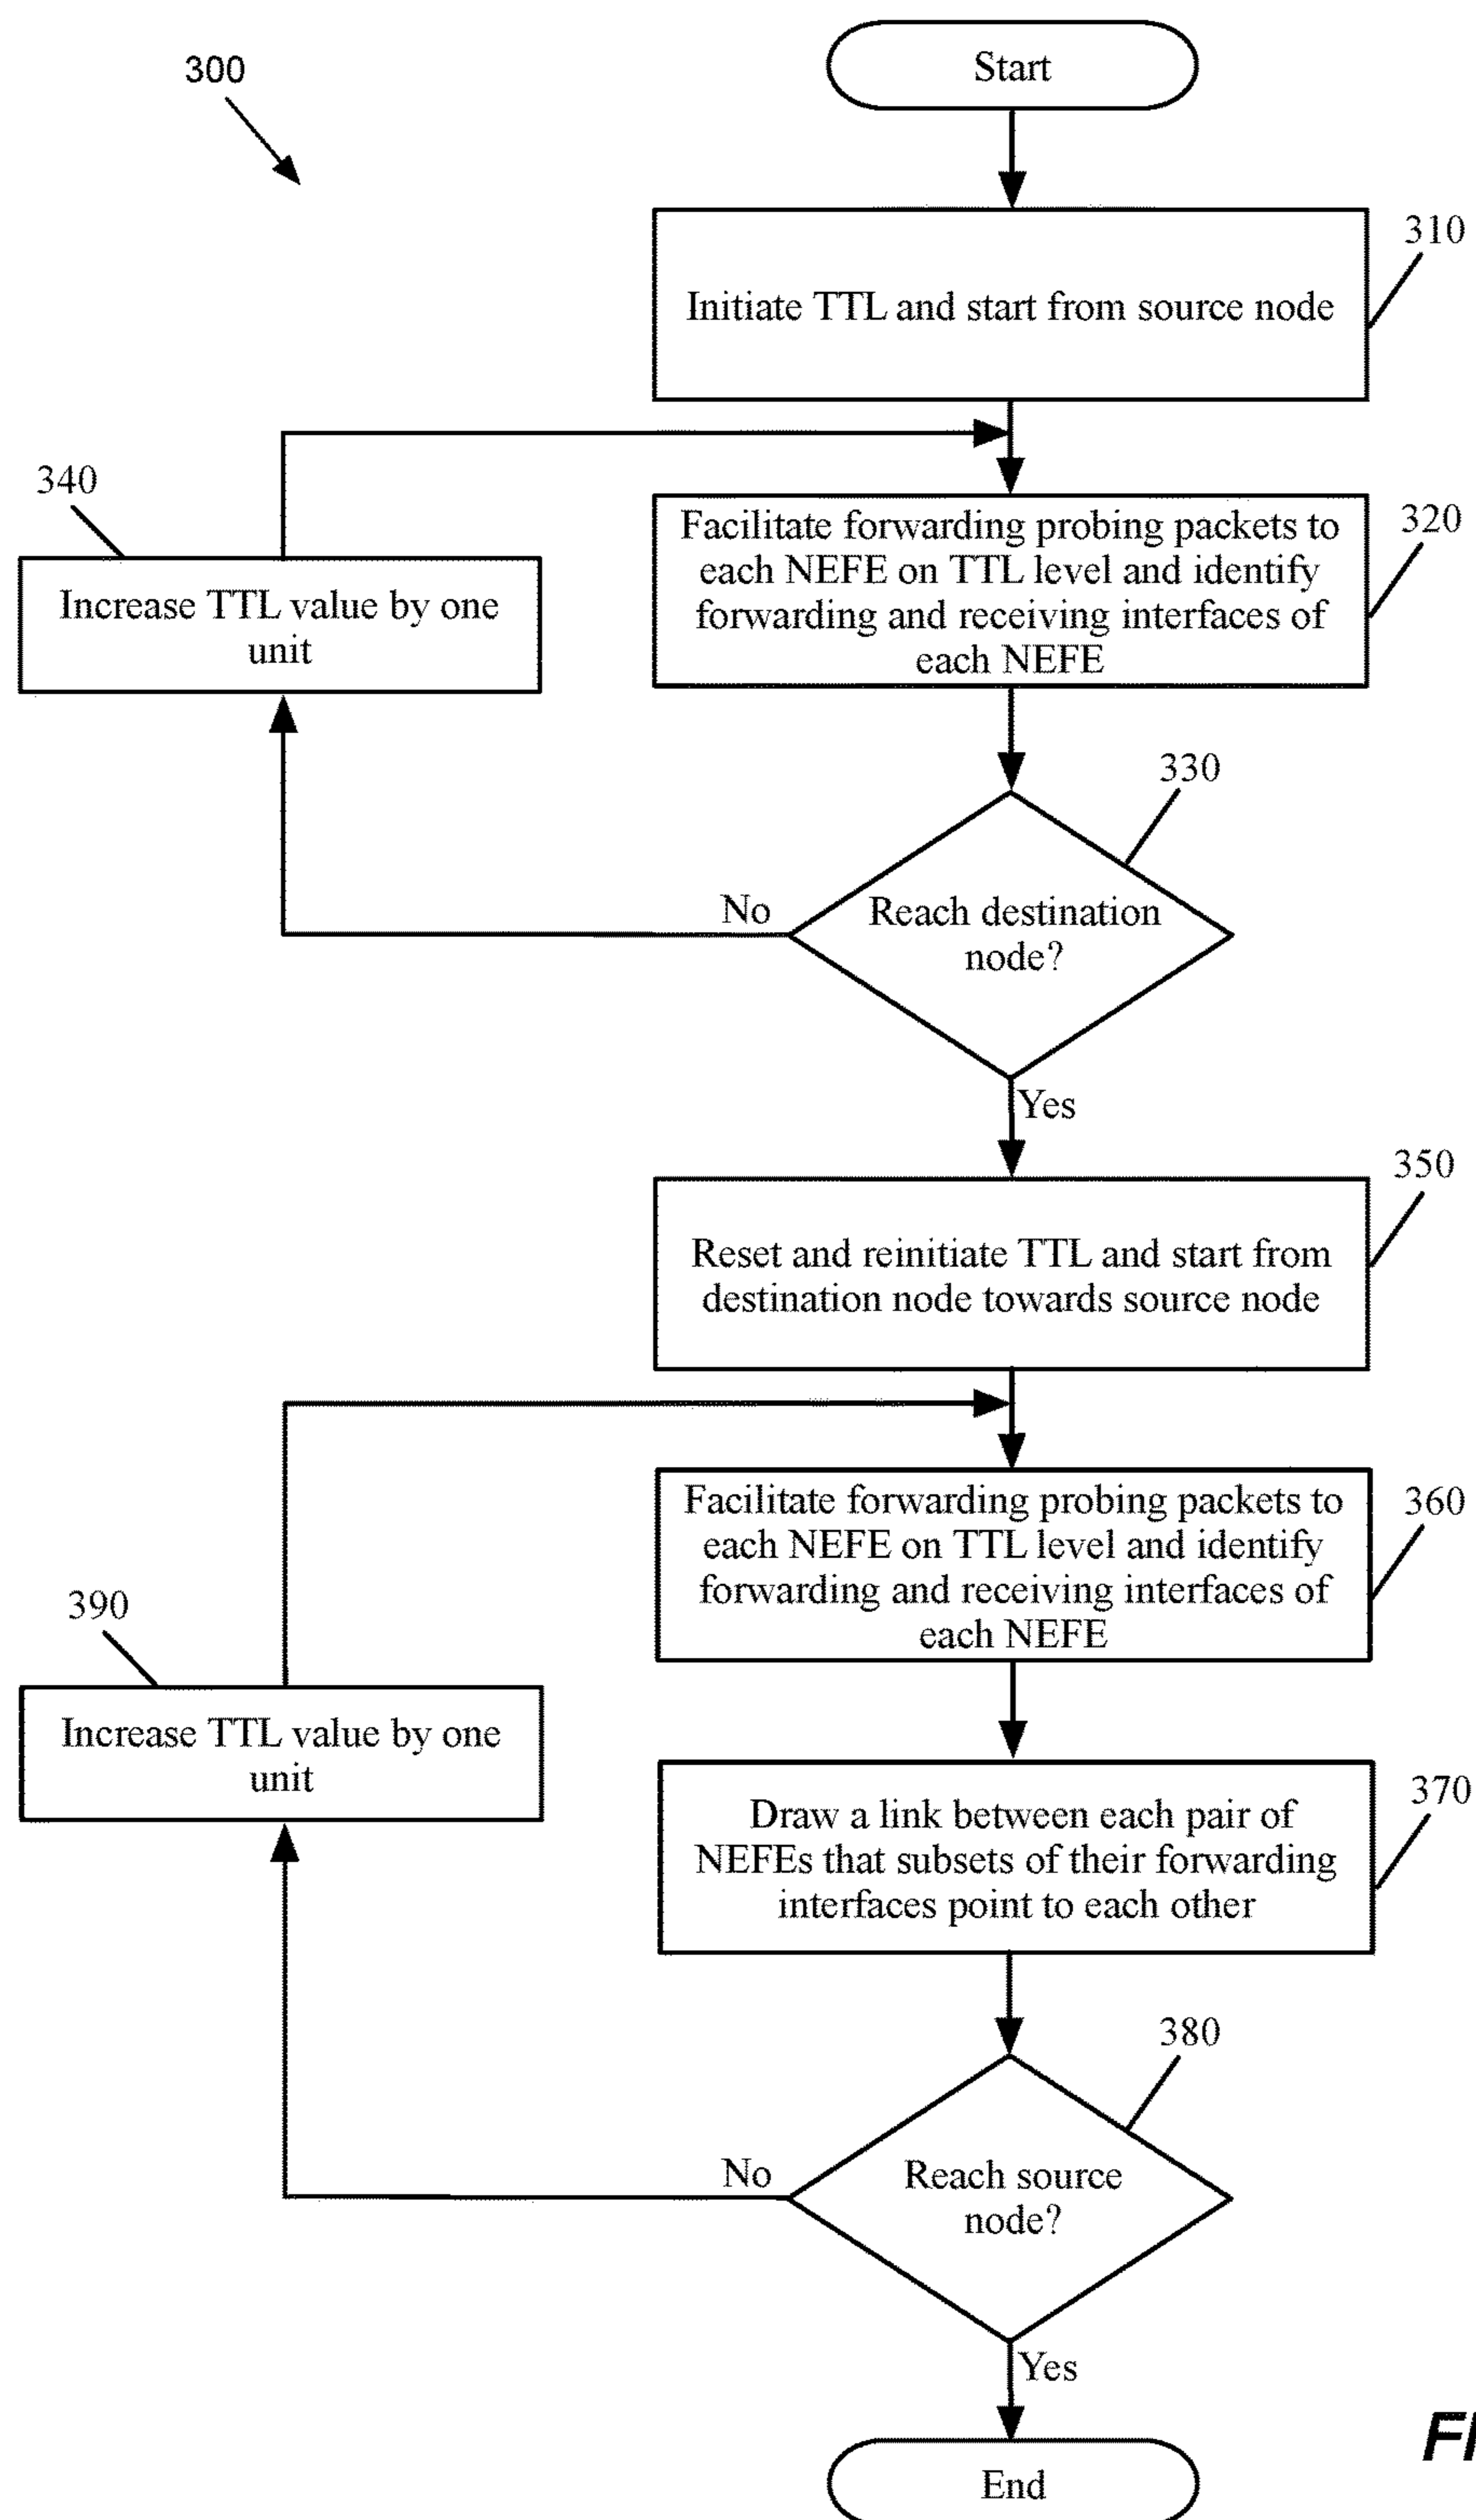 300
Start
310
Initiate TTL and start from source node
340
Increase TTL value by one
unit
320
Facilitate forwarding probing packets to
each NEFE on TTL level and identify
forwarding and receiving interfaces of
each NEFE
330
Reach destination
node?
No
Yes
350
Reset and reinitiate TTL and start from
destination node towards source node
360
Facilitate forwarding probing packets to
each NEFE on TTL level and identify
forwarding and receiving interfaces of
each NEFE
390
Increase TTL value by one
unit
370
Draw a link between each pair of
NEFEs that subsets of their forwarding
interfaces point to each other
380
Reach source
node?
No
Yes
End